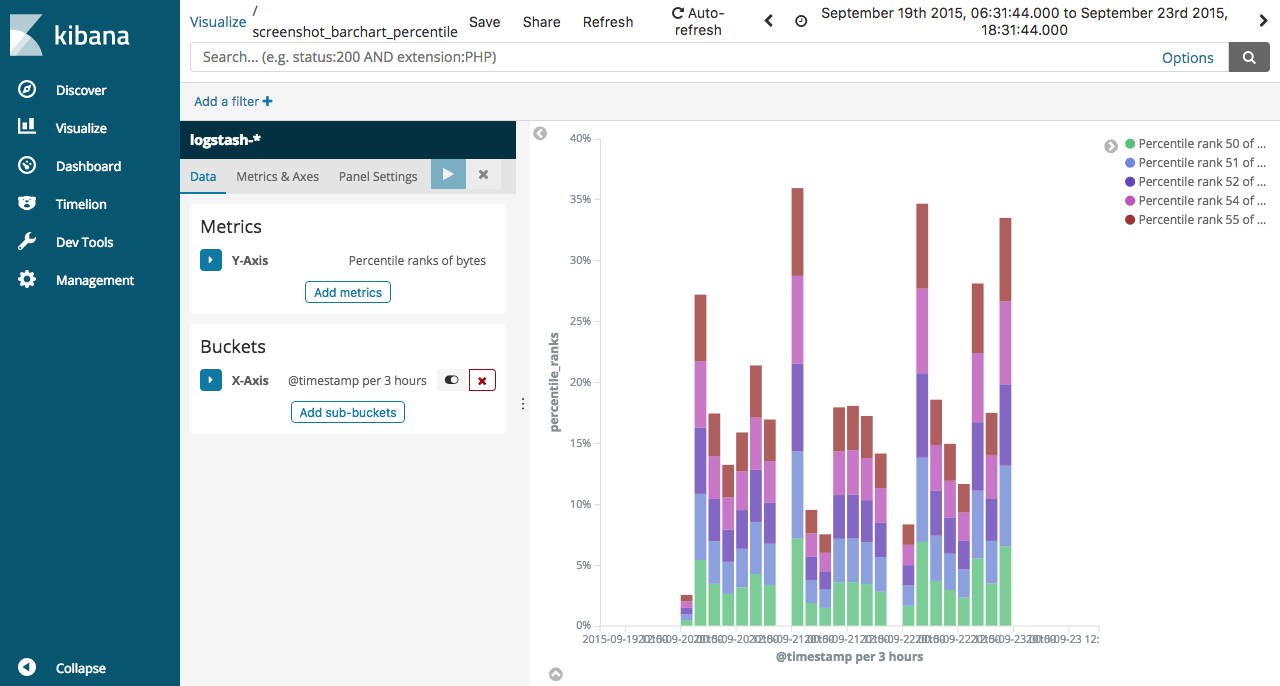 kibana
Discover
Visualize
Dashboard
Timelion
Dev Tools
Management
Collapse
Visualize /
screenshot_barchart_percentile
Save
Share
Refresh
Auto-
refresh
September 19th 2015, 06:31:44.000 to September 23rd 2015,
18:31:44.000
Search... (e.g. status:200 AND extension:PHP)
Options
Add a filter +
logstash-*
Data
Metrics & Axes
Panel Settings
Metrics
Y-Axis
Percentile ranks of bytes
Add metrics
Buckets
X-Axis
@timestamp per 3 hours
Add sub-buckets
40%
35%
30%
25%
20%
15%
10%
5%
0%
percentile_ranks
2015-09-19
2015-09-23 12:
@timestamp per 3 hours
Percentile rank 50 of ...
Percentile rank 51 of ...
Percentile rank 52 of ...
Percentile rank 54 of ...
Percentile rank 55 of ...